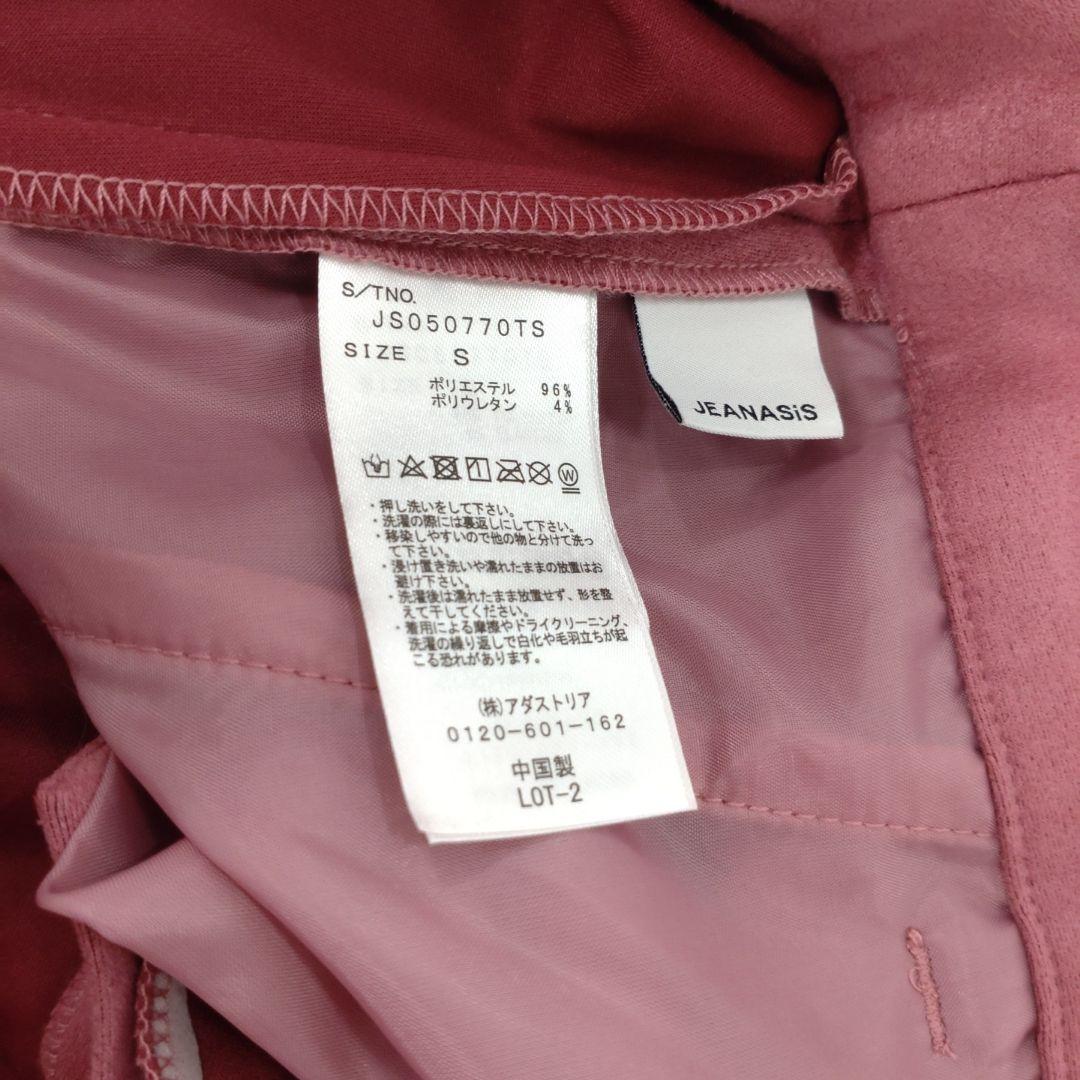 S/TNO.
JS050770TS
SIZE S
ポリエステル 96%
ポリウレタン 4%
W
・押し洗いをして下さい。
・洗濯の際には裏返しにして下さい。
・移染しやすいので他の物と分けて洗っ
て下さい。
・浸け置き洗いや濡れたままの放置はお
避け下さい。
・洗濯後は濡れたまま放置せず、形を整
えて干してください。
・着用による摩擦やドライクリーニング、
洗濯の繰り返しで白化や毛羽立ちが起
こる恐れがあります。
(株)アダストリア
0120-601-162
中国製
LOT-2
JEANASiS